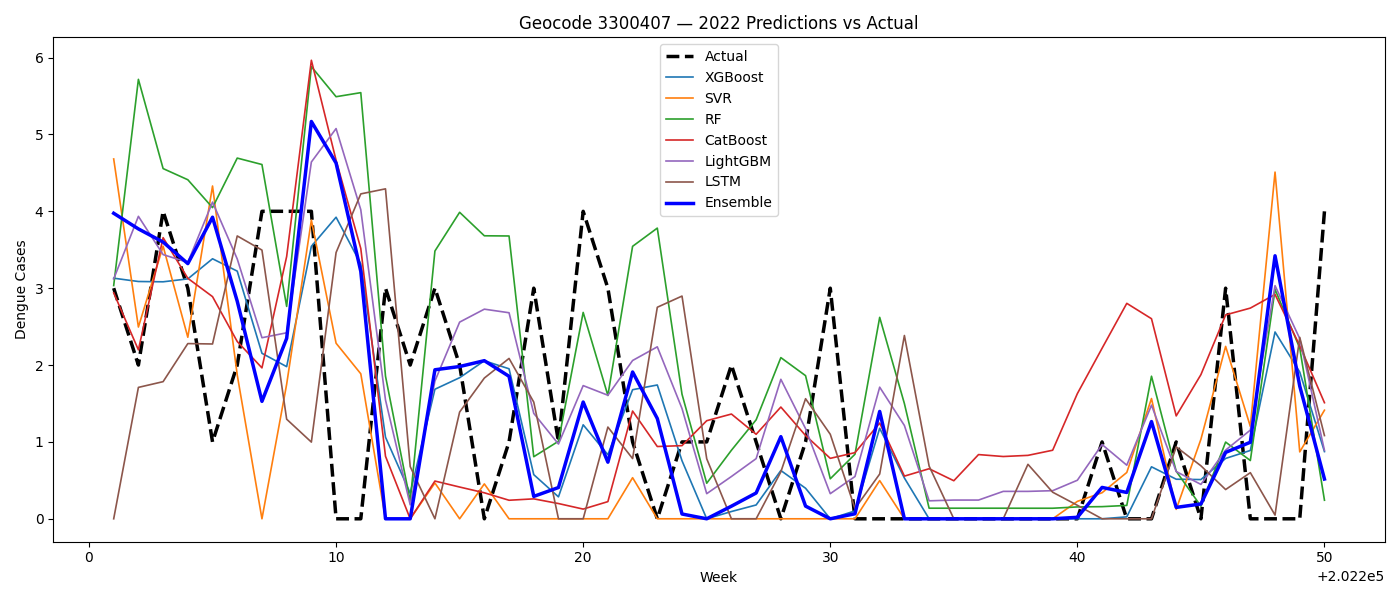 Geocode 3300407 — 2022 Predictions vs Actual
6
5
4
3
2
1
0
Dengue Cases
Actual
XGBoost
SVR
RF
CatBoost
LightGBM
LSTM
Ensemble
0 10 20 30 40 50
Week
+2.022e5